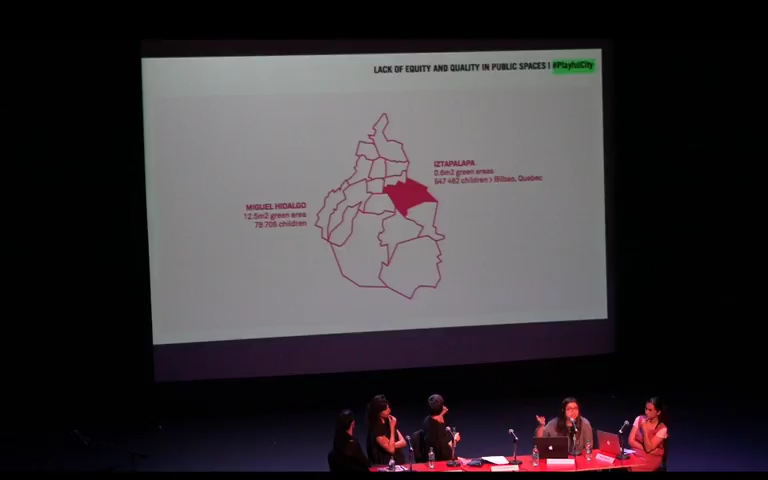 LACK OF EQUITY AND QUALITY IN PUBLIC SPACES | #PlayfulCity
IZTAPALAPA
0.6m2 green areas
547 462 children's Bilbao, Quebec
MIGUEL HIDALGO
12.5m2 green area
78 705 children